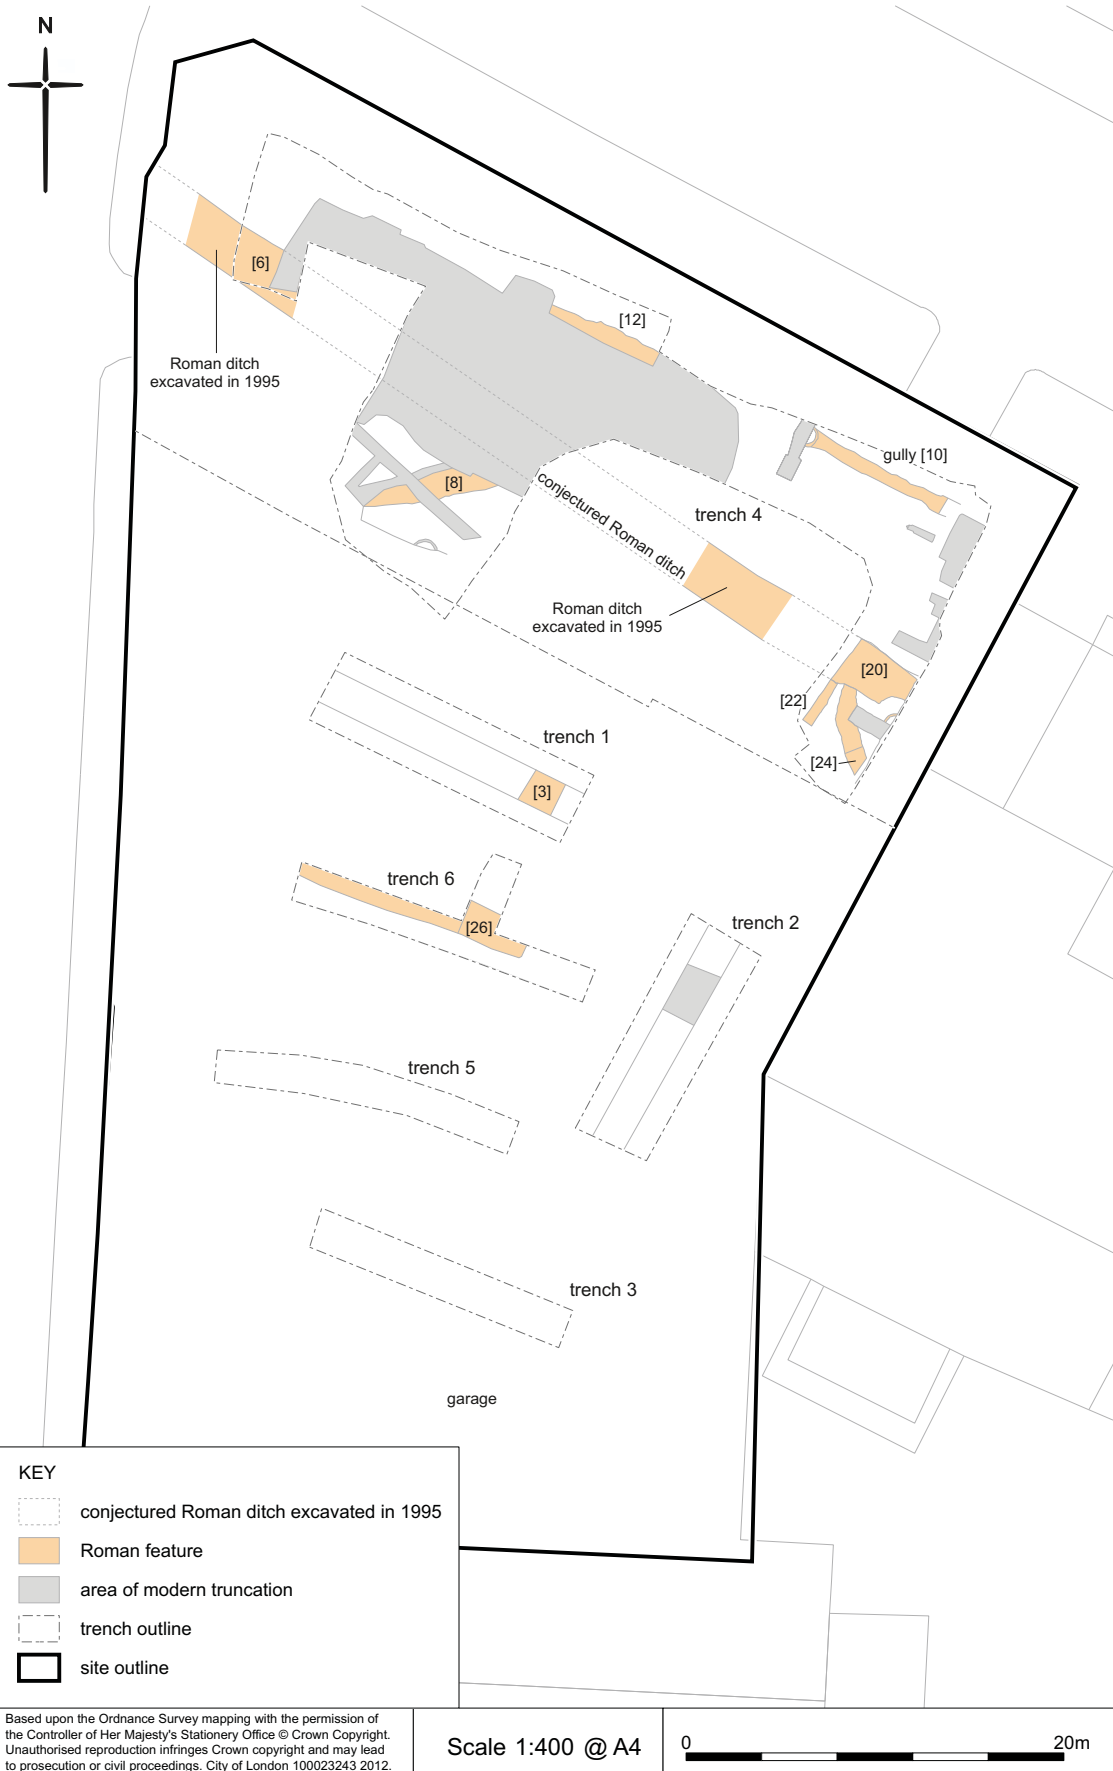 N
[6]
[12]
Roman ditch
excavated in 1995
gully [10]
[8]
conjectured Roman ditch
trench 4
Roman ditch
excavated in 1995
[20]
[22]
[24]
trench 1
[3]
trench 6
[26]
trench 2
trench 5
trench 3
garage
KEY
conjectured Roman ditch excavated in 1995
Roman feature
area of modern truncation
trench outline
site outline
Based upon the Ordnance Survey mapping with the permission of
the Controller of Her Majesty's Stationery Office © Crown Copyright.
Unauthorised reproduction infringes Crown copyright and may lead
to prosecution or civil proceedings. City of London 100023243 2012.
Scale 1:400 @ A4
0 20m